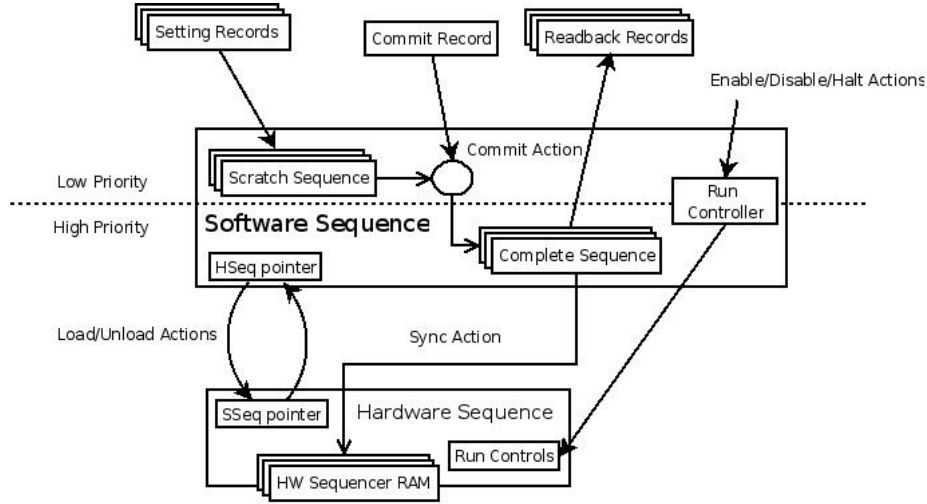 Setting Records
Commit Record
Readback Records
Enable/Disable/Halt Actions
Commit Action
Scratch Sequence
Low Priority
Run
Controller
High Priority
Software Sequence
Complete Sequence
HSeq pointer
Load/Unload Actions
Sync Action
SSeq pointer
Hardware Sequence
Run Controls
HW Sequencer RAM